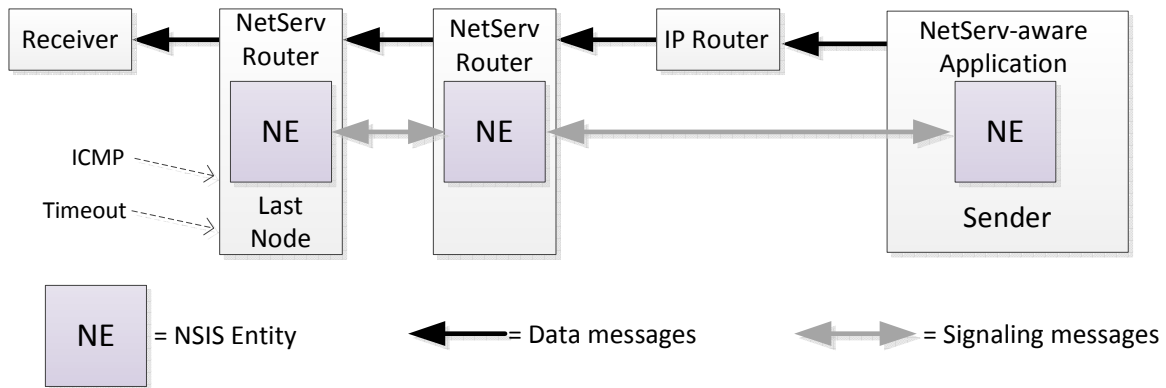 Receiver
NetServ
Router
NetServ
Router
IP Router
NetServ-aware
Application
NE
NE
NE
ICMP
Timeout
Last
Node
Sender
NE
= NSIS Entity
= Data messages
= Signaling messages